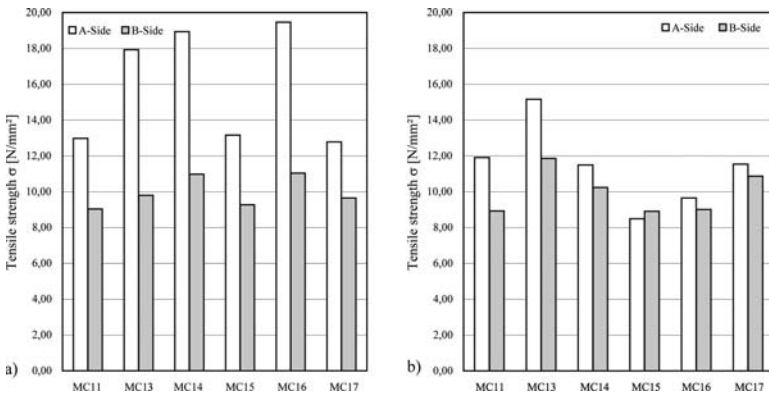 20,00
18,00
16,00
14,00
12,00
10,00
8,00
6,00
4,00
2,00
0,00
Tensile strength σ [N/mm²]
A-Side B-Side
a)
MC11 MC13 MC14 MC15 MC16 MC17
20,00
18,00
16,00
14,00
12,00
10,00
8,00
6,00
4,00
2,00
0,00
Tensile strength σ [N/mm²]
A-Side B-Side
b)
MC11 MC13 MC14 MC15 MC16 MC17